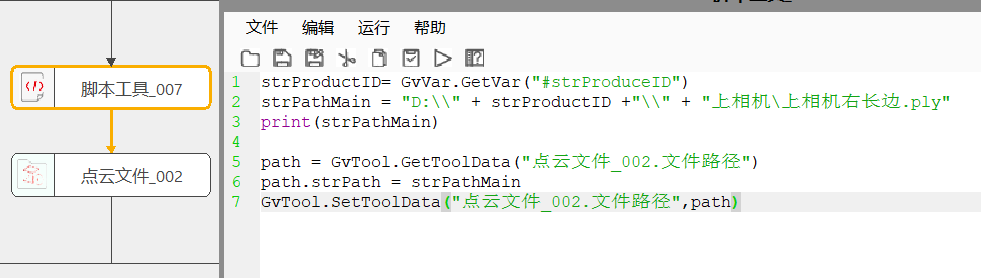 文件 编辑 运行 帮助
脚本工具_007
点云文件_002
1 strProductID= GvVar.GetVar("#strProduceID")
2 strPathMain = "D:\\" + strProductID +"\\" + "上相机\上相机右长边.ply"
3 print(strPathMain)
4
5 path = GvTool.GetToolData("点云文件_002.文件路径")
6 path.strPath = strPathMain
7 GvTool.SetToolData("点云文件_002.文件路径",path)